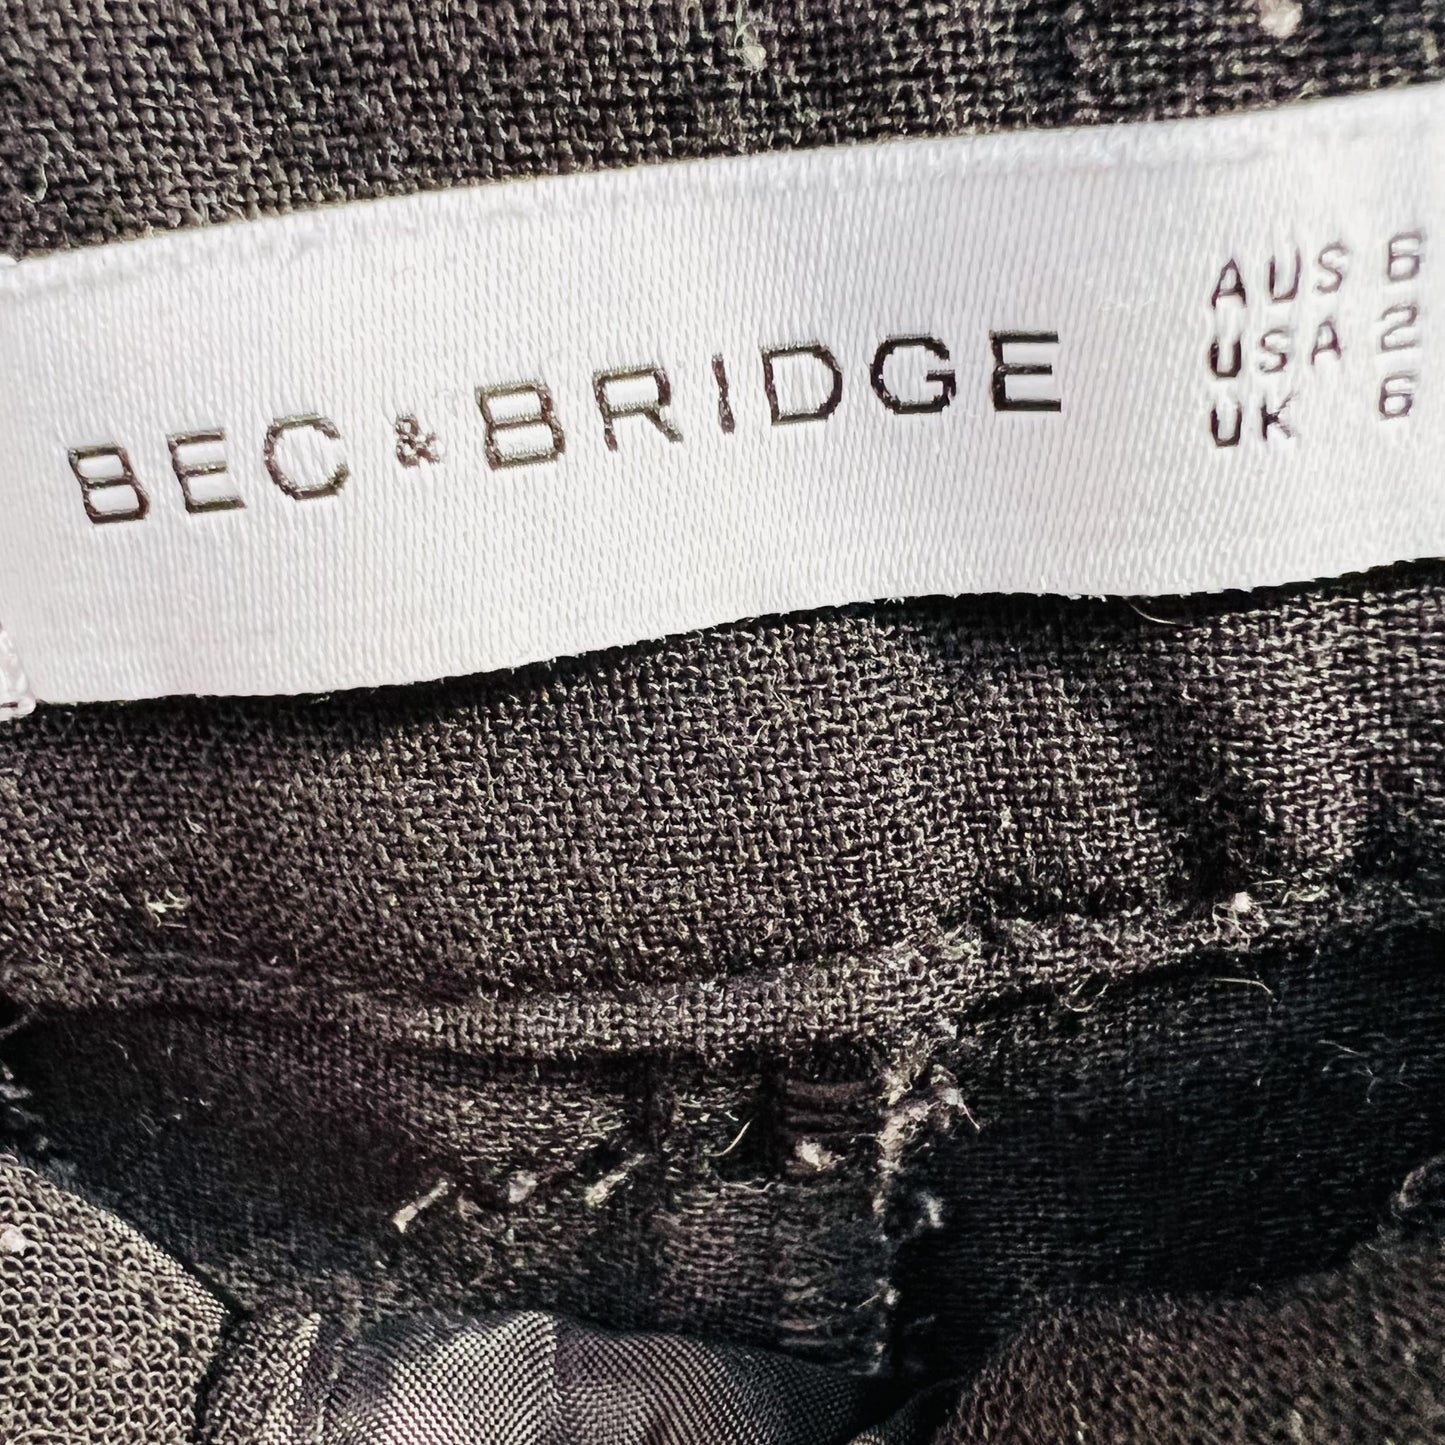 BEC & BRIDGE
AUS 6
USA 2
UK 6